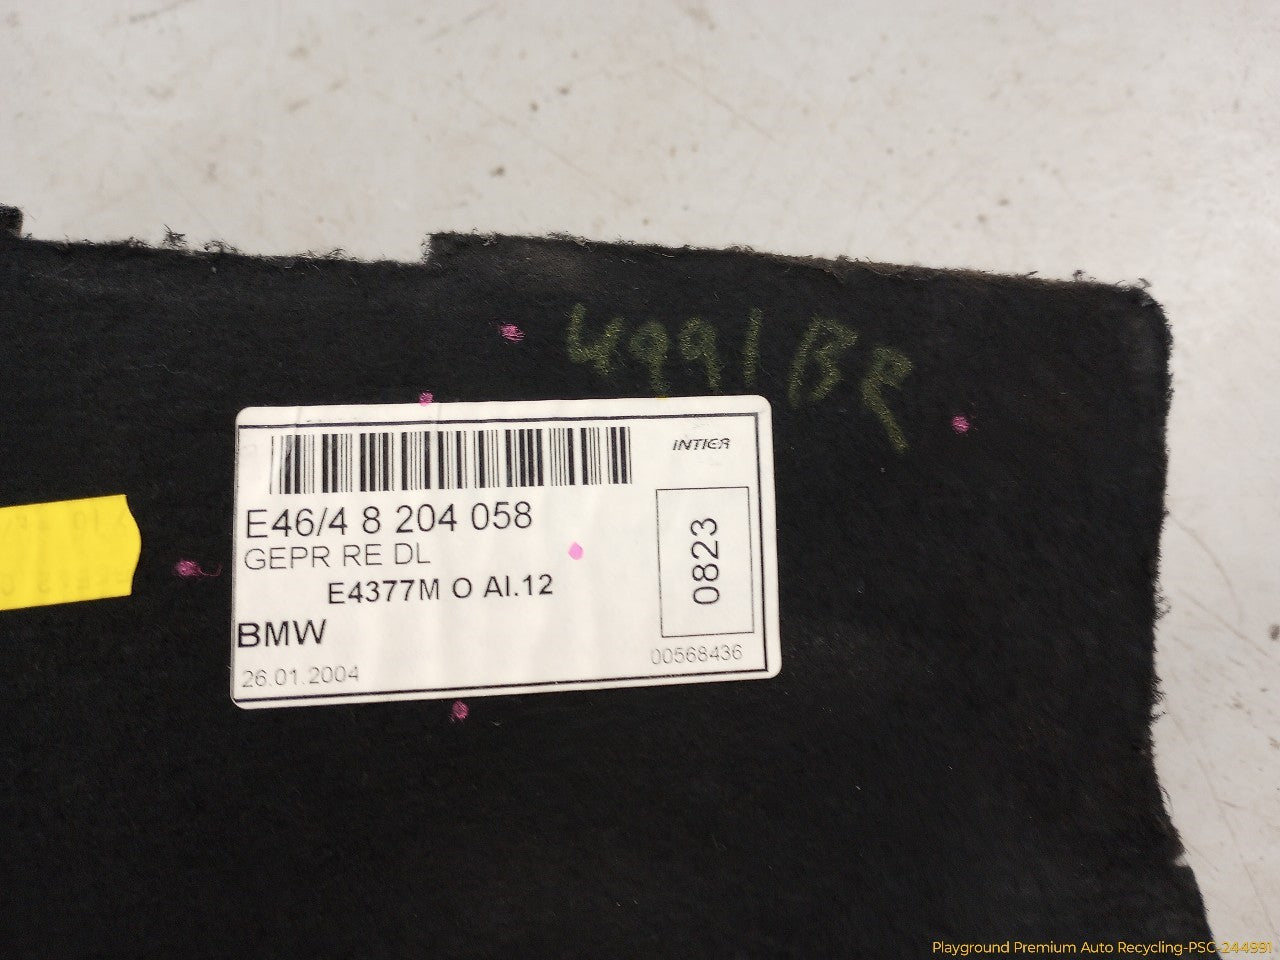 4991BR
INTIER
E46/4 8 204 058
GEPR RE DL
E4377M O AI.12
BMW
26.01.2004
0823
00568436
Playground Premium Auto Recycling-PSC-244991